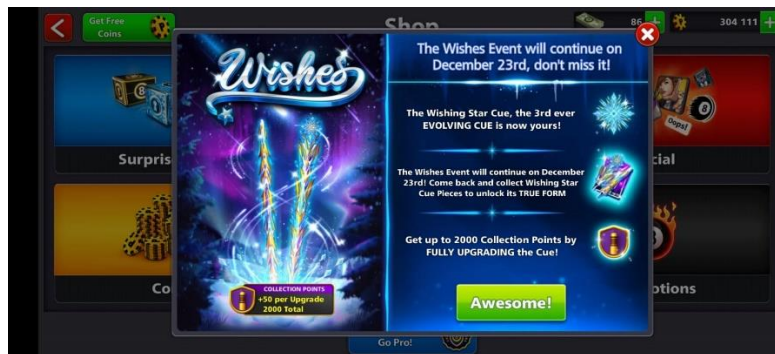 Get Free
Coins
Shop
86
304 111
Wishes
The Wishes Event will continue on
December 23rd, don't miss it!
The Wishing Star Cue, the 3rd ever
EVOLVING CUE is now yours!
The Wishes Event will continue on December
23rd! Come back and collect Wishing Star
Cue Pieces to unlock its TRUE FORM
Get up to 2000 Collection Points by
FULLY UPGRADING the Cue!
COLLECTION POINTS
+50 per Upgrade
2000 Total
Awesome!
Surpris
cial
Oops!
Co
otions
Go Pro!